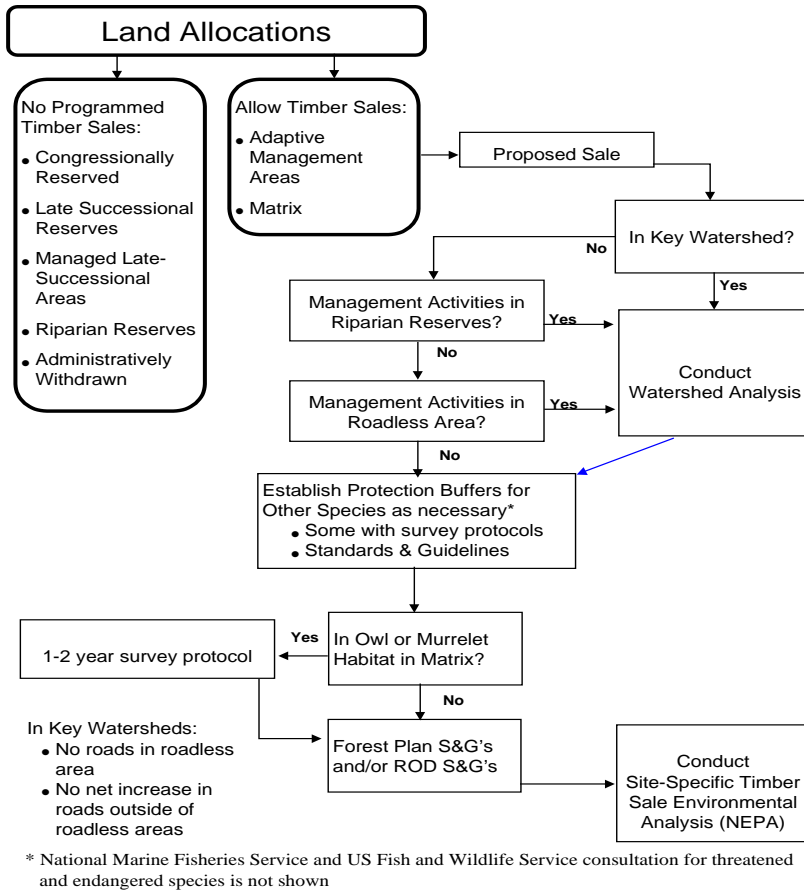 Land Allocations
No Programmed
Timber Sales:
• Congressionally
Reserved
• Late Successional
Reserves
• Managed Late-
Successional
Areas
• Riparian Reserves
• Administratively
Withdrawn
Allow Timber Sales:
• Adaptive
Management
Areas
• Matrix
Proposed Sale
In Key Watershed?
No
Yes
Management Activities in
Riparian Reserves?
Yes
No
Conduct
Watershed Analysis
Management Activities in
Roadless Area?
Yes
No
Establish Protection Buffers for
Other Species as necessary*
• Some with survey protocols
• Standards & Guidelines
In Owl or Murrelet
Habitat in Matrix?
Yes
1-2 year survey protocol
No
In Key Watersheds:
• No roads in roadless
area
• No net increase in
roads outside of
roadless areas
Forest Plan S&G's
and/or ROD S&G's
Conduct
Site-Specific Timber
Sale Environmental
Analysis (NEPA)
* National Marine Fisheries Service and US Fish and Wildlife Service consultation for threatened
and endangered species is not shown